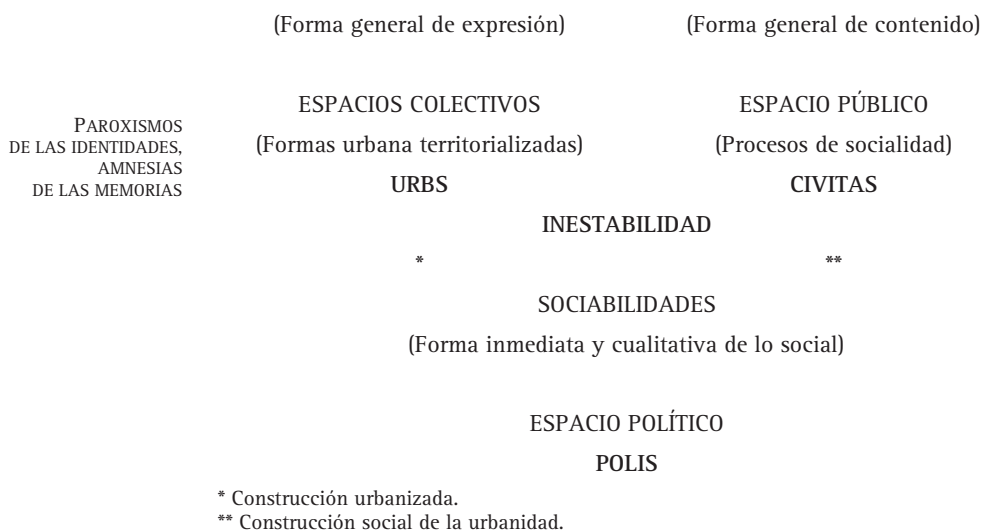 (Forma general de expresión) (Forma general de contenido)
ESPACIOS COLECTIVOS ESPACIO PÚBLICO
PAROXISMOS
DE LAS IDENTIDADES,
AMNESIAS
DE LAS MEMORIAS
(Formas urbana territorializadas) (Procesos de socialidad)
URBS CIVITAS
INESTABILIDAD
* **
SOCIABILIDADES
(Forma inmediata y cualitativa de lo social)
ESPACIO POLÍTICO
POLIS
* Construcción urbanizada.
** Construcción social de la urbanidad.